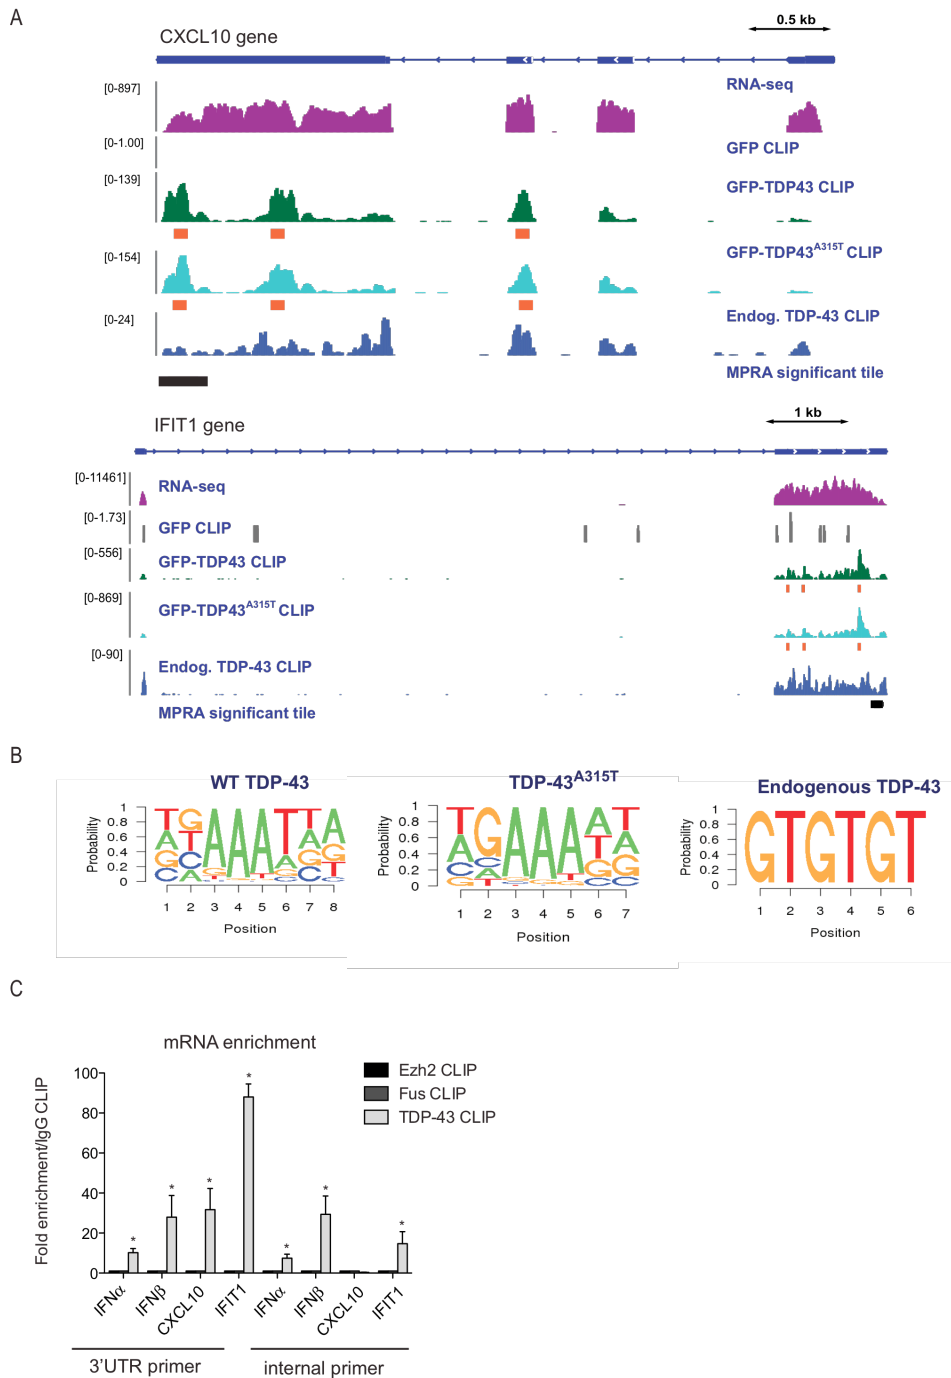 A
CXCL10 gene
0.5 kb
[0-897]
RNA-seq
[0-1.00]
GFP CLIP
[0-139]
GFP-TDP43 CLIP
[0-154]
GFP-TDP43A315T CLIP
[0-24]
Endog. TDP-43 CLIP
MPRA significant tile
IFIT1 gene
1 kb
[0-11461]
RNA-seq
[0-1.73]
GFP CLIP
[0-556]
GFP-TDP43 CLIP
[0-869]
GFP-TDP43A315T CLIP
[0-90]
Endog. TDP-43 CLIP
MPRA significant tile
B
WT TDP-43
TDP-43A315T
Endogenous TDP-43
Probability
1
0.8
0.6
0.4
0.2
0
1 2 3 4 5 6 7 8
Position
Probability
1
0.8
0.6
0.4
0.2
0
1 2 3 4 5 6 7
Position
Probability
1
0.8
0.6
0.4
0.2
0
GTGTGT
1 2 3 4 5 6
Position
C
mRNA enrichment
Fold enrichment/IgG CLIP
100
80
60
40
20
0
Ezh2 CLIP
Fus CLIP
TDP-43 CLIP
* * * * * * *
IFNα IFNβ CXCL10 IFIT1 IFNα IFNβ CXCL10 IFIT1
3'UTR primer
internal primer